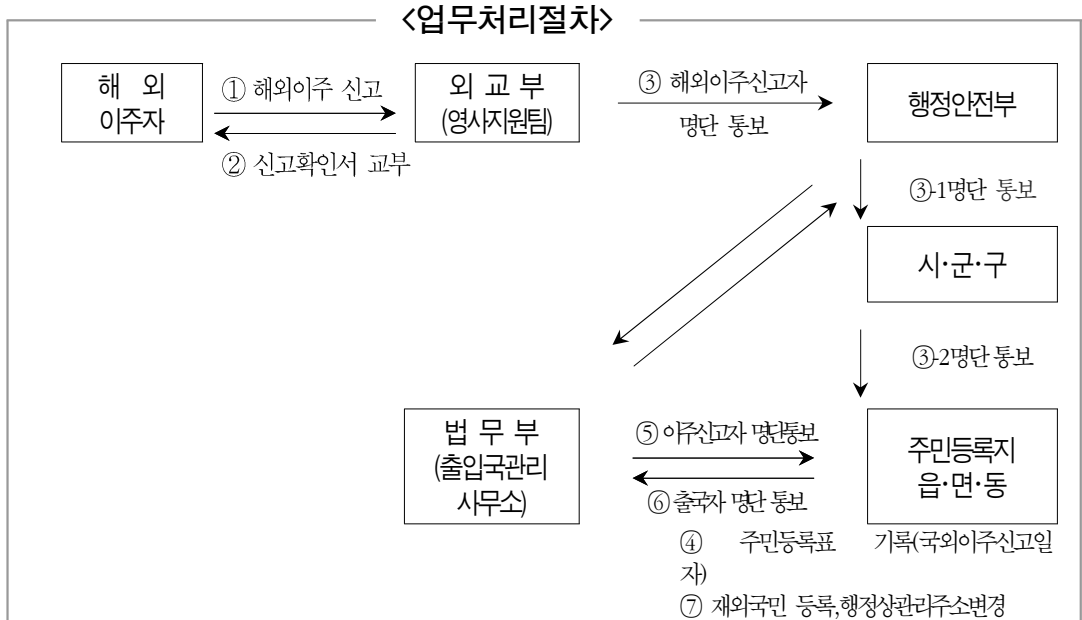 <업무처리절차>
해 외
이주자
① 해외이주 신고
② 신고확인서 교부
외 교 부
(영사지원팀)
③ 해외이주신고자
명단 통보
행정안전부
③-1명단 통보
시·군·구
③-2명단 통보
법 무 부
(출입국관리
사무소)
⑤ 이주신고자 명단통보
⑥ 출국자 명단 통보
주민등록지
읍·면·동
④ 주민등록표 기록(국외이주신고일
자)
⑦ 재외국민 등록,행정상관리주소변경